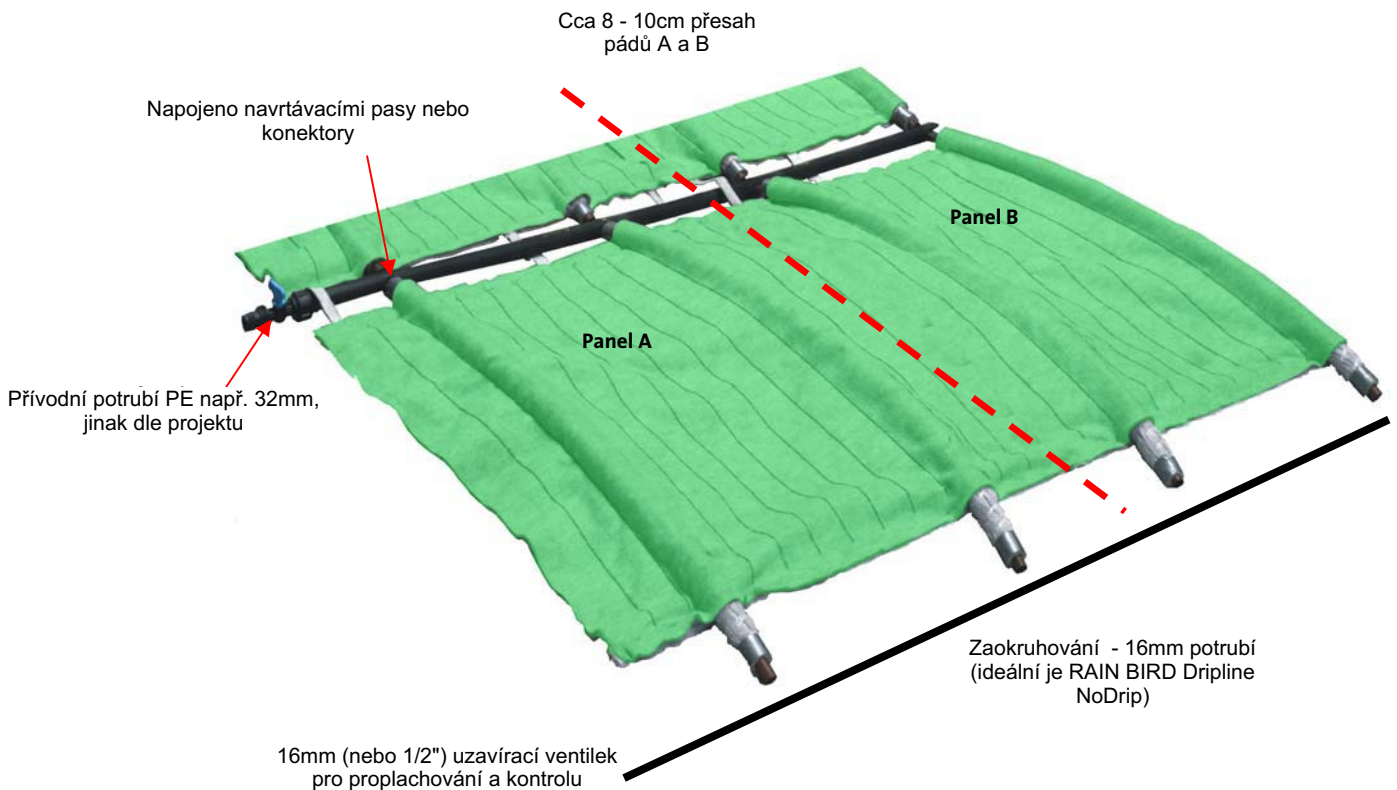 Cca 8 - 10cm přesah
pádů A a B
Napojeno navrtávacími pasy nebo
konektory
Panel B
Panel A
Přívodní potrubí PE např. 32mm,
jinak dle projektu
Zaokruhování - 16mm potrubí
(ideální je RAIN BIRD Dripline
NoDrip)
16mm (nebo 1/2") uzavírací ventilek
pro proplachování a kontrolu